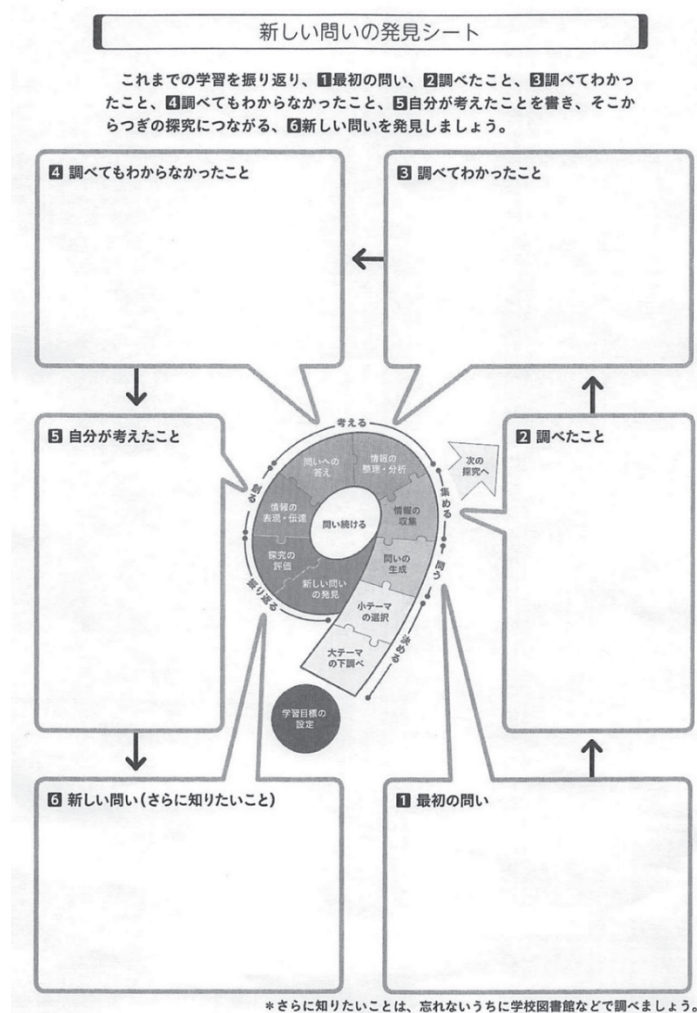 新しい問いの発見シート
これまでの学習を振り返り、1最初の問い、2調べたこと、3調べてわかっ
たこと、4調べてもわからなかったこと、5自分が考えたことを書き、そこか
らつぎの探究につながる、6新しい問いを発見しましょう。
4 調べてもわからなかったこと
3 調べてわかったこと
5 自分が考えたこと
2 調べたこと
考える
問いへの
答え
情報の
整理・分析
次の
探究へ
集める
情報の
表現・伝達
問い続ける
情報の
収集
探究の
評価
問いの
生成
問う
新しい問い
の発見
振り返る
小テーマ
の選択
決める
大テーマ
の下調べ
学習目標の
設定
6 新しい問い(さらに知りたいこと)
1 最初の問い
*さらに知りたいことは、忘れないうちに学校図書館などで調べましょう。